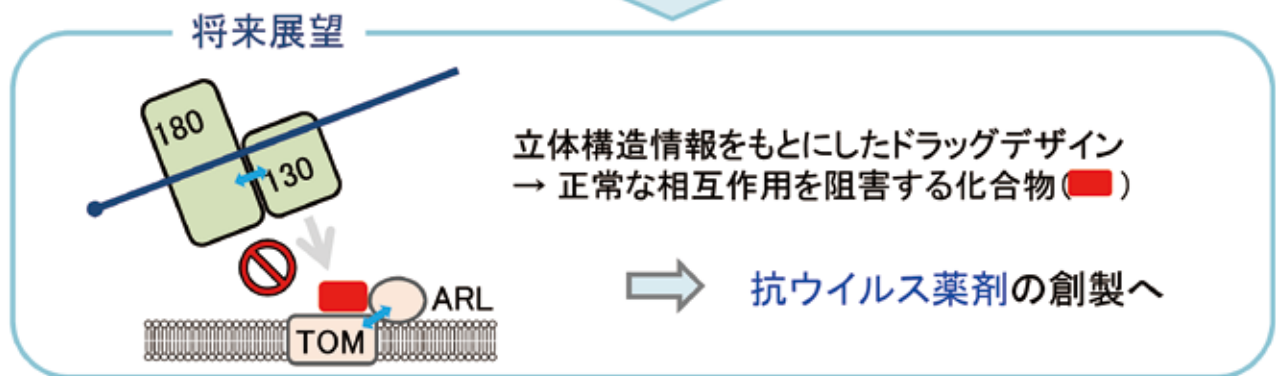 将来展望
180
130
立体構造情報をもとにしたドラッグデザイン
→ 正常な相互作用を阻害する化合物( )
ARL
TOM
抗ウイルス薬剤の創製へ